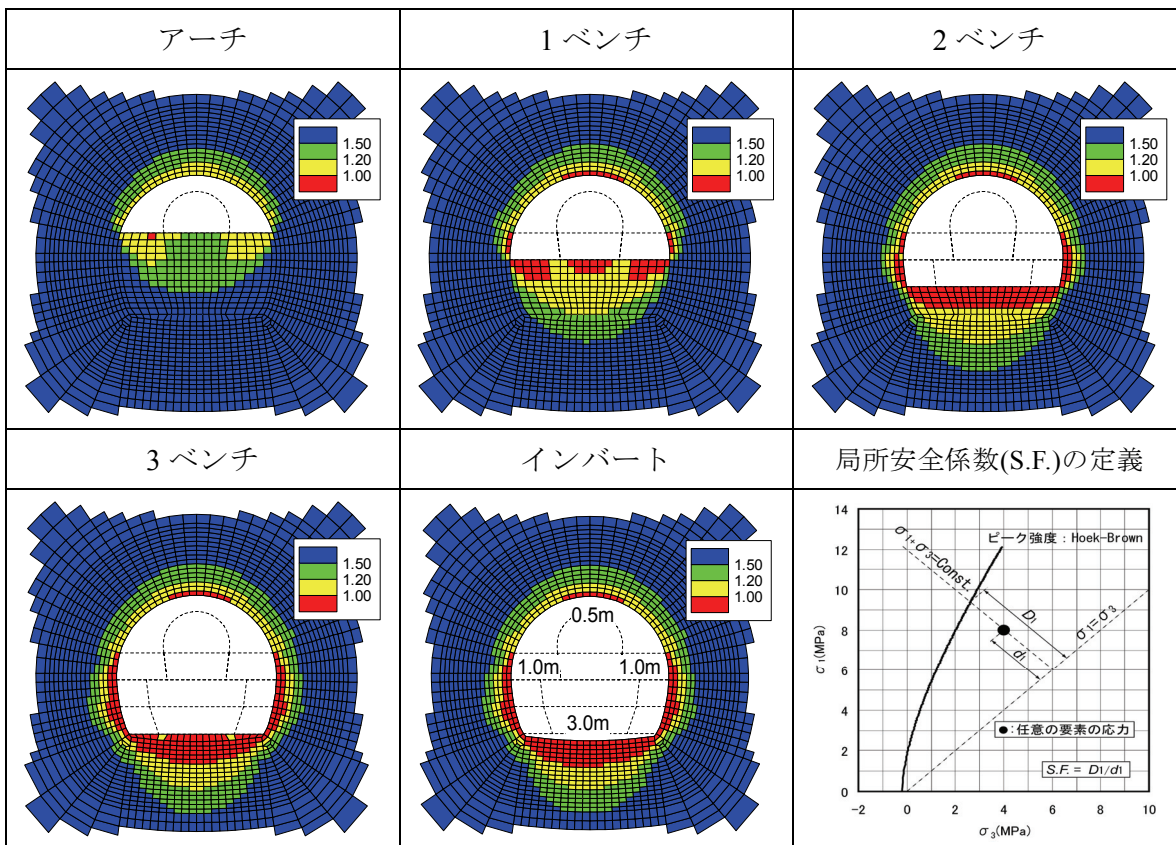 アーチ
1 ベンチ
2 ベンチ
1.50
1.20
1.00
1.50
1.20
1.00
1.50
1.20
1.00
3 ベンチ
インバート
局所安全係数(S.F.)の定義
1.50
1.20
1.00
1.50
1.20
1.00
0.5m
1.0m
1.0m
3.0m
14
12
10
8
6
4
2
0
-2
0
2
4
6
8
10
σ1(MPa)
σ3(MPa)
σ1+σ3=Const.
ピーク強度：Hoek-Brown
D1
d1
σ1=σ3
●:任意の要素の応力
S.F. = D1/d1